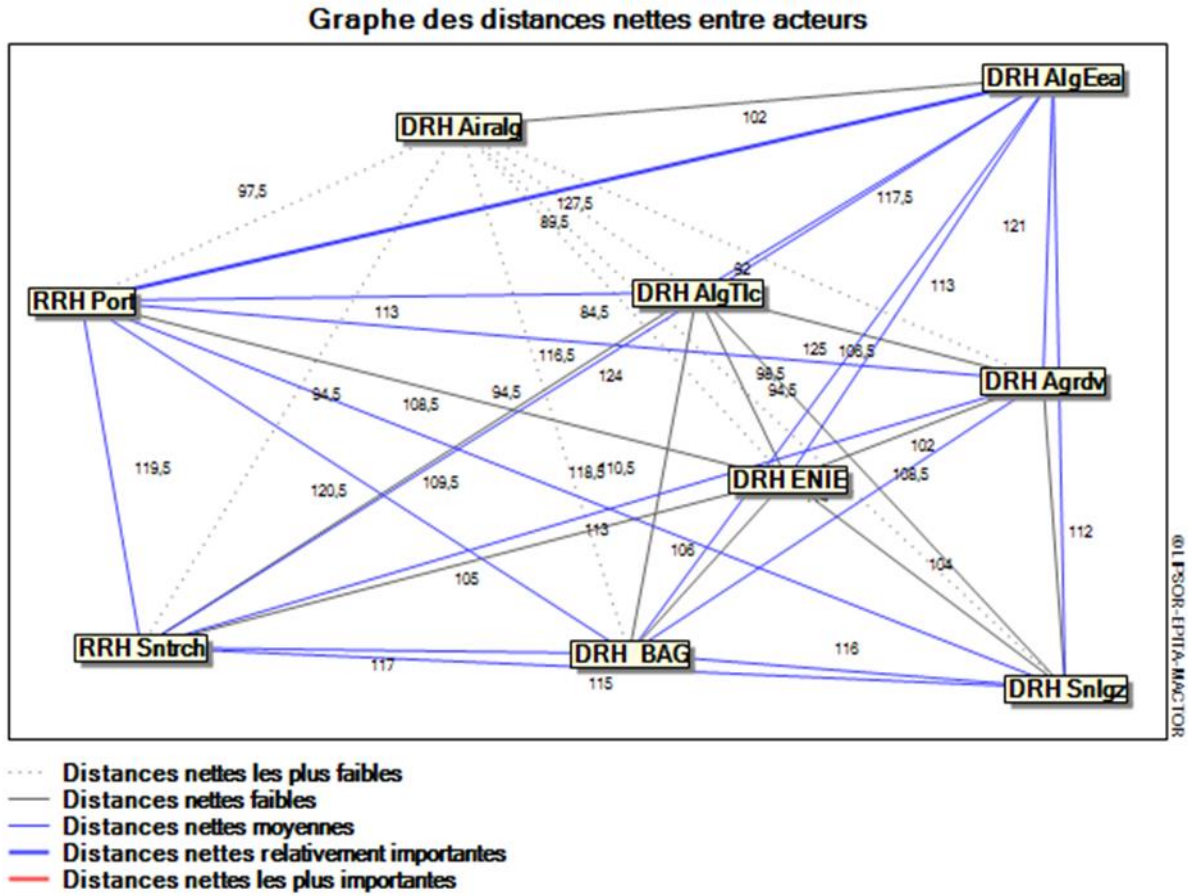 Graphe des distances nettes entre acteurs
DRH AlgEea
DRH Airalg
102
97,5
127,5
117,5
89,5
121
92
113
RRH Port
DRH AlgTlc
113
84,5
116,5
125
106,5
124
98,5
94,5
DRH Agrdv
94,5
108,5
94,5
102
119,5
118,5
110,5
108,5
DRH ENIE
120,5
109,5
113
112
106
104
105
RRH Sntrch
DRH BAG
116
117
115
DRH Snlgz
© LIPSOR-EPITA-MACTOR
Distances nettes les plus faibles
Distances nettes faibles
Distances nettes moyennes
Distances nettes relativement importantes
Distances nettes les plus importantes